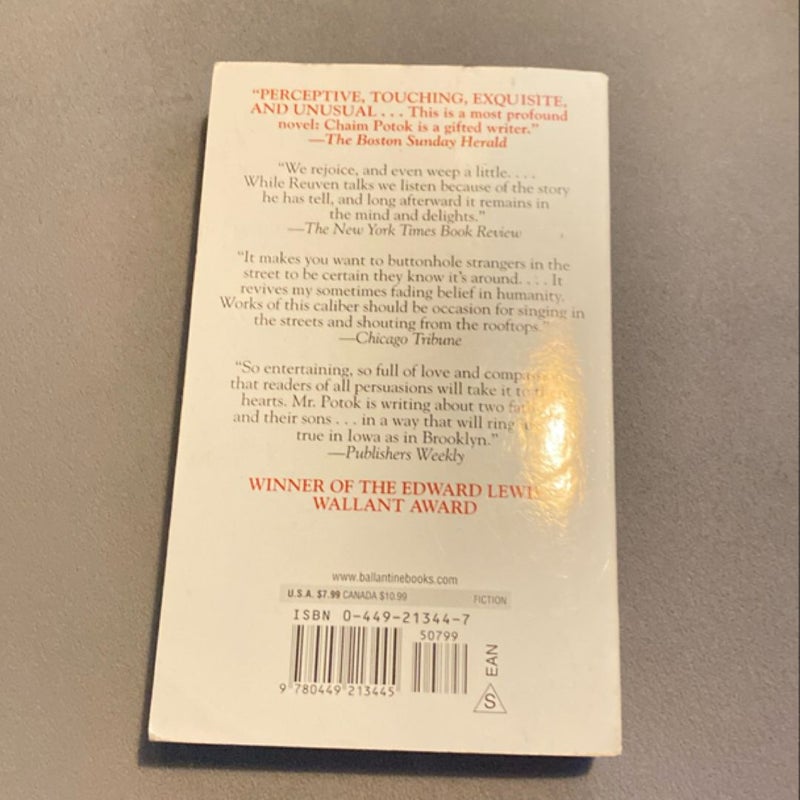 “PERCEPTIVE, TOUCHING, EXQUISITE,
AND UNUSUAL . . . This is a most profound
novel: Chaim Potok is a gifted writer.”
—The Boston Sunday Herald
“We rejoice, and even weep a little. . . .
While Reuven talks we listen because of the story
he has tell, and long afterward it remains in
the mind and delights.”
—The New York Times Book Review
“It makes you want to buttonhole strangers in the
street to be certain they know it’s around. . . . It
revives my sometimes fading belief in humanity.
Works of this caliber should be occasion for singing in
the streets and shouting from the rooftops.”
—Chicago Tribune
“So entertaining, so full of love and
that readers of all persuasions will take it to
hearts. Mr. Potok is writing about two
and their sons . . . in a way that will ring
true in Iowa as in Brooklyn.”
—Publishers Weekly
WINNER OF THE EDWARD LEWIS
WALLANT AWARD
www.ballantinebooks.com
U.S.A. $7.99 CANADA $10.99 FICTION
ISBN 0-449-21344-7
50799
9 780449 213445
EAN
S